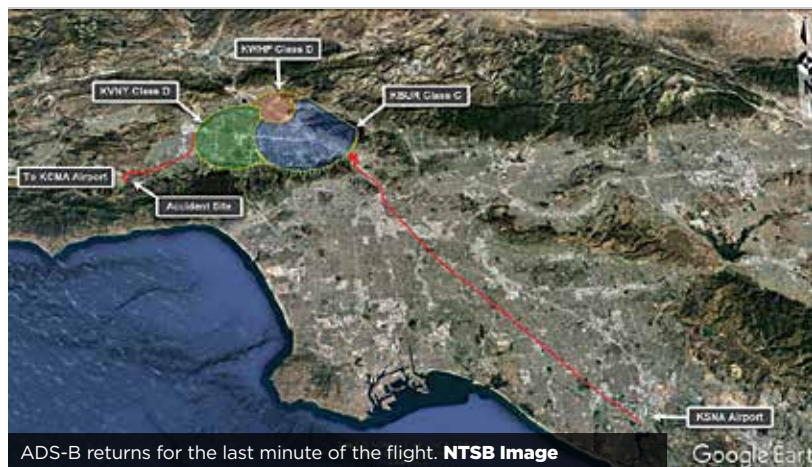 KWHP Class D
KVNY Class D
KBUR Class C
To KCMA Airport
Accident Site
KSNA Airport
ADS-B returns for the last minute of the flight. NTSB Image
Google Eart